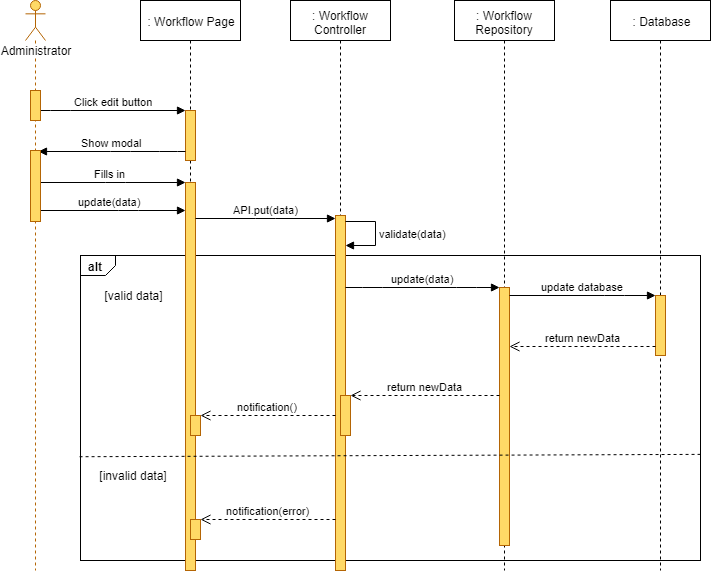 Administrator
: Workflow Page
: Workflow
Controller
: Workflow
Repository
: Database
Click edit button
Show modal
Fills in
update(data)
API.put(data)
validate(data)
alt
[valid data]
update(data)
update database
return newData
return newData
notification()
[invalid data]
notification(error)